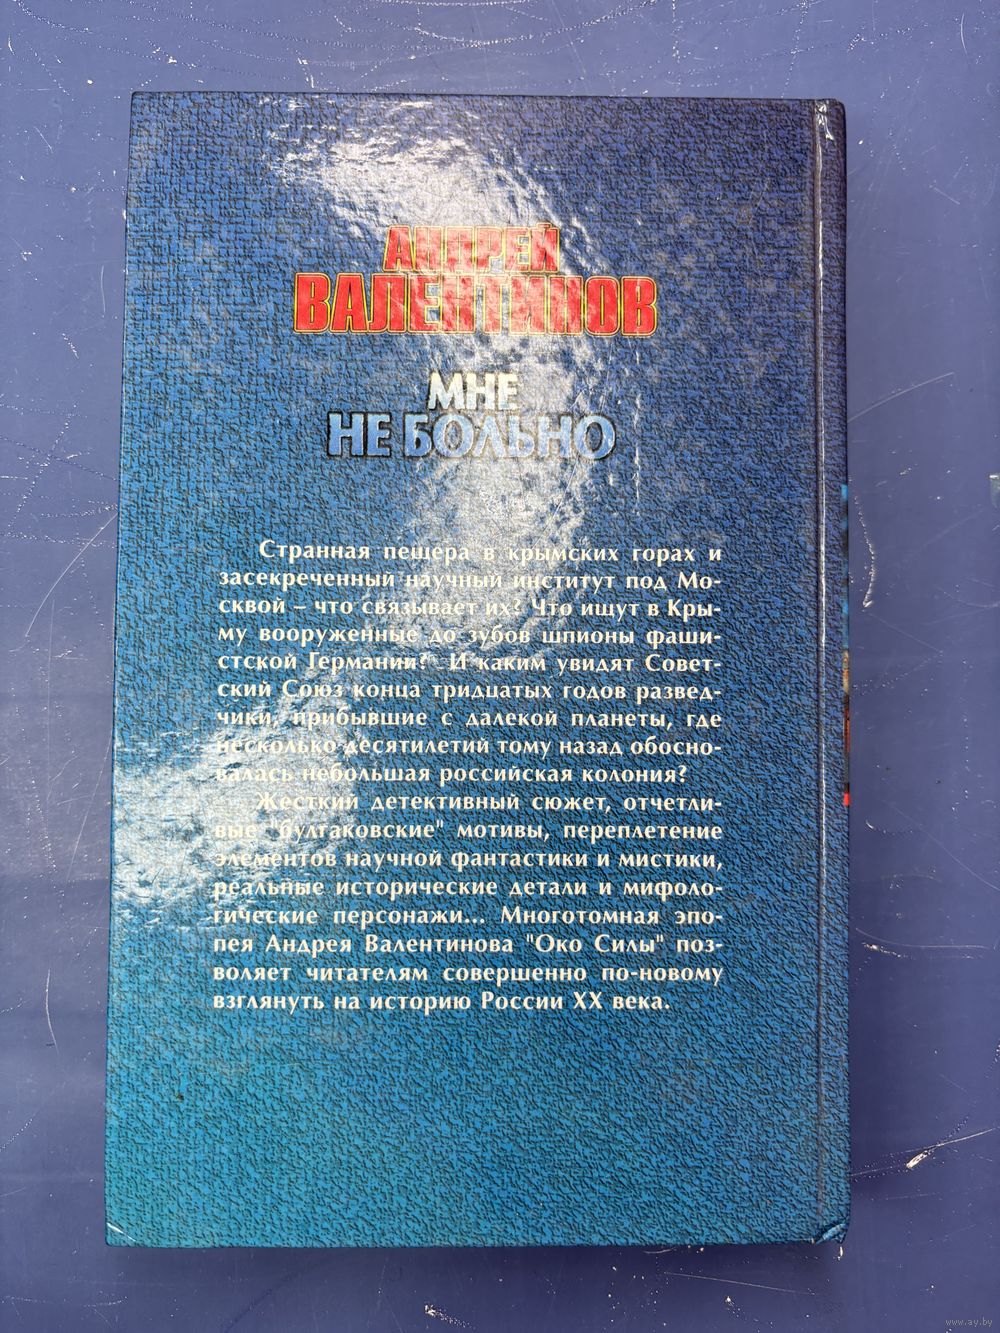 АНДРЕЙ
ВАЛЕНТИНОВ
МНЕ
НЕ БОЛЬНО
Странная пещера в крымских горах и
засекреченный научный институт под Мо-
сквой – что связывает их? Что ищут в Кры-
му вооруженные до зубов шпионы фаши-
стской Германии? И каким увидят Совет-
ский Союз конца тридцатых годов развед-
чики, прибывшие с далекой планеты, где
несколько десятилетий тому назад обосно-
валась небольшая российская колония?
Жесткий детективный сюжет, отчетли-
вые "булгаковские" мотивы, переплетение
элементов научной фантастики и мистики,
реальные исторические детали и мифоло-
гические персонажи... Многотомная эпо-
пея Андрея Валентинова "Око Силы" поз-
воляет читателям совершенно по-новому
взглянуть на историю России XX века.
www.ay.by